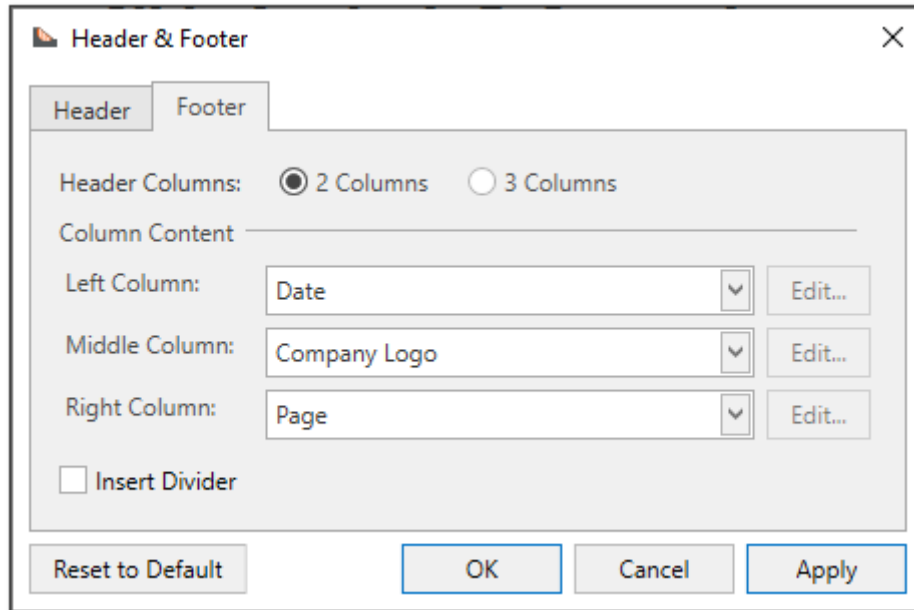 Header & Footer
Header Footer
Header Columns: 2 Columns 3 Columns
Column Content
Left Column: Date Edit...
Middle Column: Company Logo Edit...
Right Column: Page Edit...
Insert Divider
Reset to Default OK Cancel Apply